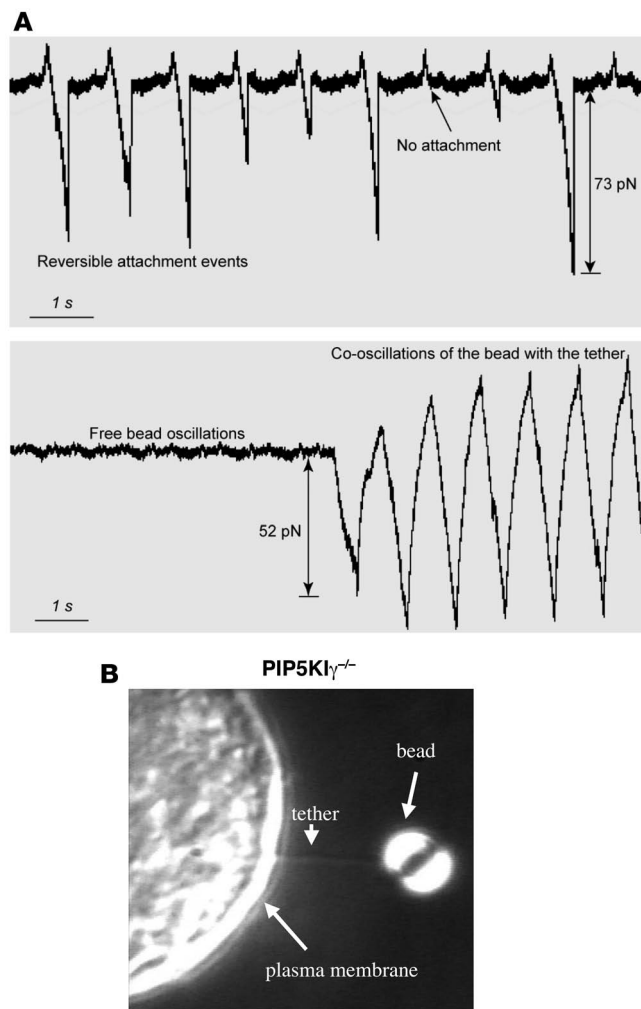 A
No attachment
73 pN
Reversible attachment events
1 s
Co-oscillations of the bead with the tether
Free bead oscillations
52 pN
1 s
B
PIP5KIγ–/–
bead
tether
plasma membrane